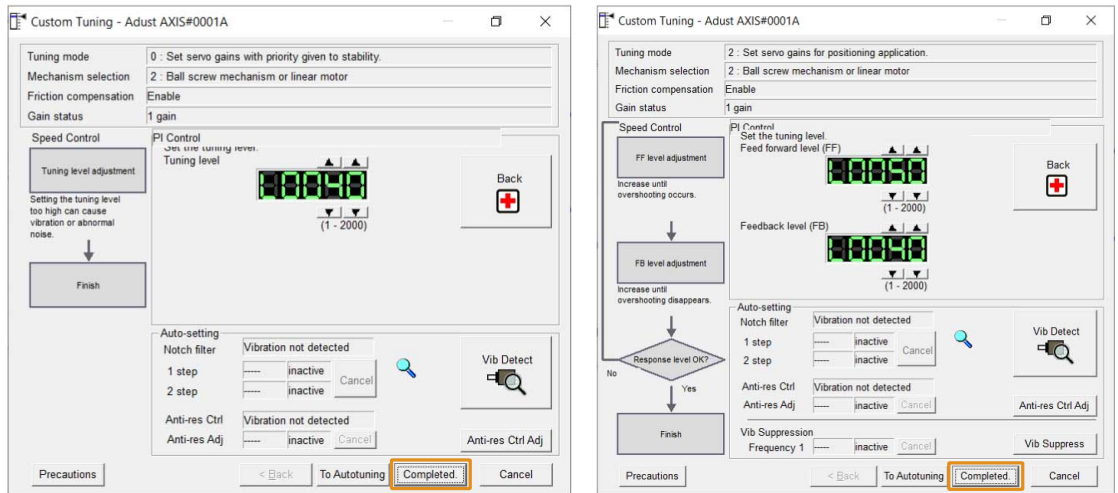 Custom Tuning - Adust AXIS#0001A
Tuning mode
0 : Set servo gains with priority given to stability.
Mechanism selection
2 : Ball screw mechanism or linear motor
Friction compensation
Enable
Gain status
1 gain
Speed Control
PI Control
Set the tuning level.
Tuning level adjustment
Tuning level
0040
(1 - 2000)
Back
Setting the tuning level
too high can cause
vibration or abnormal
noise.
Finish
Auto-setting
Notch filter
Vibration not detected
1 step
-----
inactive
2 step
-----
inactive
Cancel
Vib Detect
Anti-res Ctrl
Vibration not detected
Anti-res Adj
-----
inactive
Cancel
Anti-res Ctrl Adj
Precautions
< Back
To Autotuning
Completed.
Cancel
Custom Tuning - Adust AXIS#0001A
Tuning mode
2 : Set servo gains for positioning application.
Mechanism selection
2 : Ball screw mechanism or linear motor
Friction compensation
Enable
Gain status
1 gain
Speed Control
PI Control
Set the tuning level.
FF level adjustment
Feed forward level (FF)
0050
(1 - 2000)
Back
Increase until
overshooting occurs.
Feedback level (FB)
0040
(1 - 2000)
FB level adjustment
Increase until
overshooting disappears.
Response level OK?
No
Yes
Finish
Auto-setting
Notch filter
Vibration not detected
1 step
-----
inactive
2 step
-----
inactive
Cancel
Vib Detect
Anti-res Ctrl
Vibration not detected
Anti-res Adj
-----
inactive
Cancel
Anti-res Ctrl Adj
Vib Suppression
Frequency 1
-----
inactive
Cancel
Vib Suppress
Precautions
< Back
To Autotuning
Completed.
Cancel